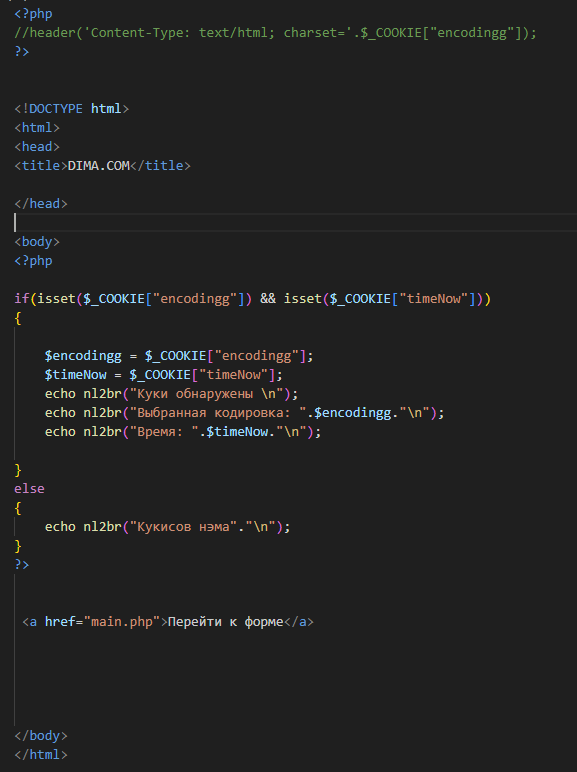 <?php
//header('Content-Type: text/html; charset='.$_COOKIE["encodingg"]);
?>
<!DOCTYPE html>
<html>
<head>
<title>DIMA.COM</title>
</head>
<body>
<?php
if(isset($_COOKIE["encodingg"]) && isset($_COOKIE["timeNow"]))
{
$encodingg = $_COOKIE["encodingg"];
$timeNow = $_COOKIE["timeNow"];
echo nl2br("Куки обнаружены \n");
echo nl2br("Выбранная кодировка: ".$encodingg."\n");
echo nl2br("Время: ".$timeNow."\n");
}
else
{
echo nl2br("Кукисов нэма"."\n");
}
?>
<a href="main.php">Перейти к форме</a>
</body>
</html>